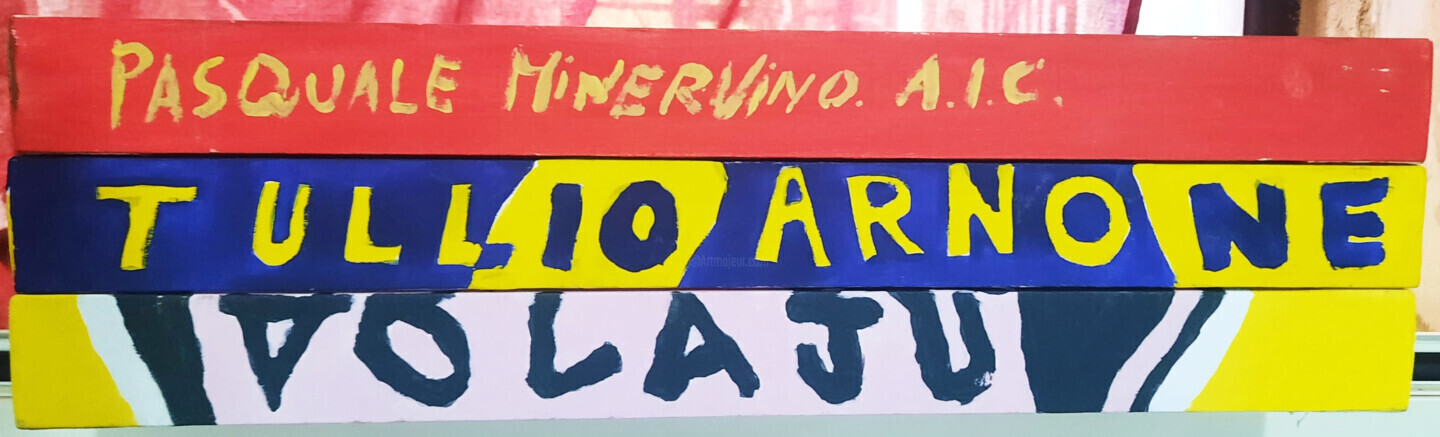 PASQUALE MiNERViNO. A.I.C.
TULLIO ARNONE
VOLAJU